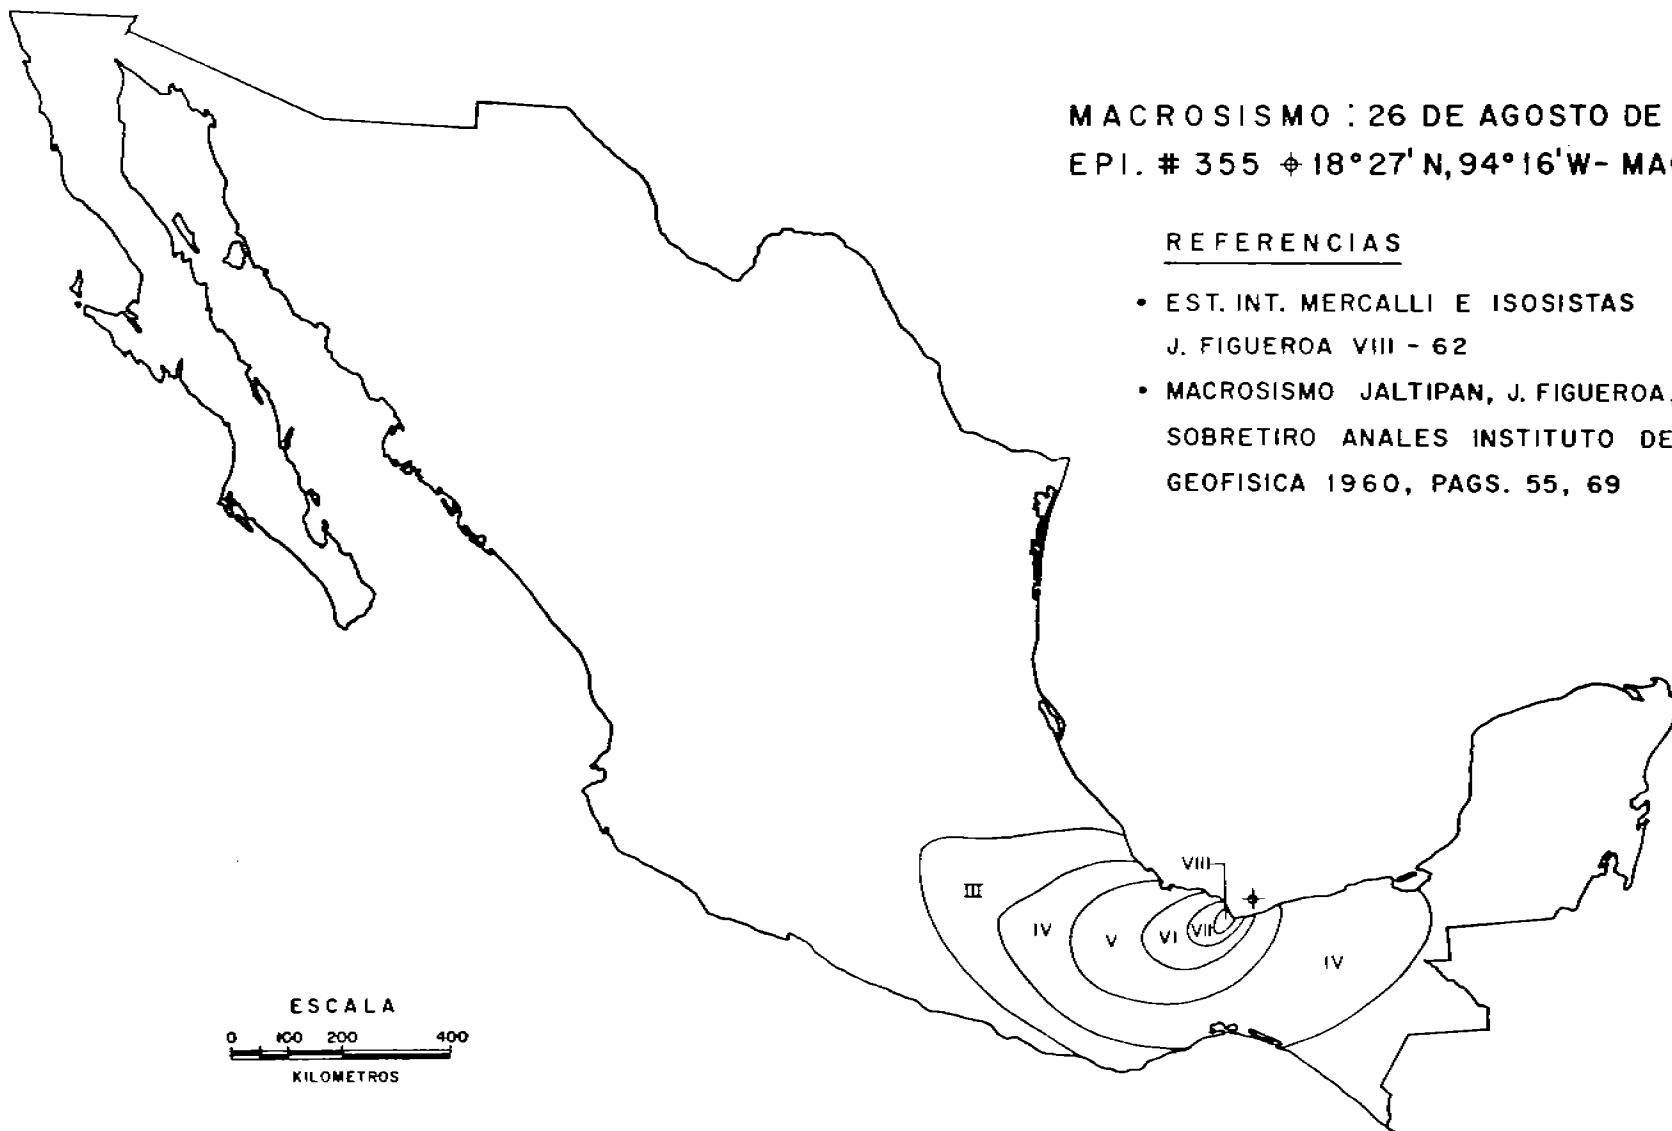 MACROSISMO : 26 DE AGOSTO DE
EPI. # 355 ⌖ 18°27'N, 94°16'W - MA
REFERENCIAS
• EST. INT. MERCALLI E ISOSISTAS
J. FIGUEROA VIII - 62
• MACROSISMO JALTIPAN, J. FIGUEROA,
SOBRETIRO ANALES INSTITUTO DE
GEOFISICA 1960, PAGS. 55, 69
VIII
III
IV
V
VI
VII
IV
ESCALA
0 100 200 400
KILOMETROS